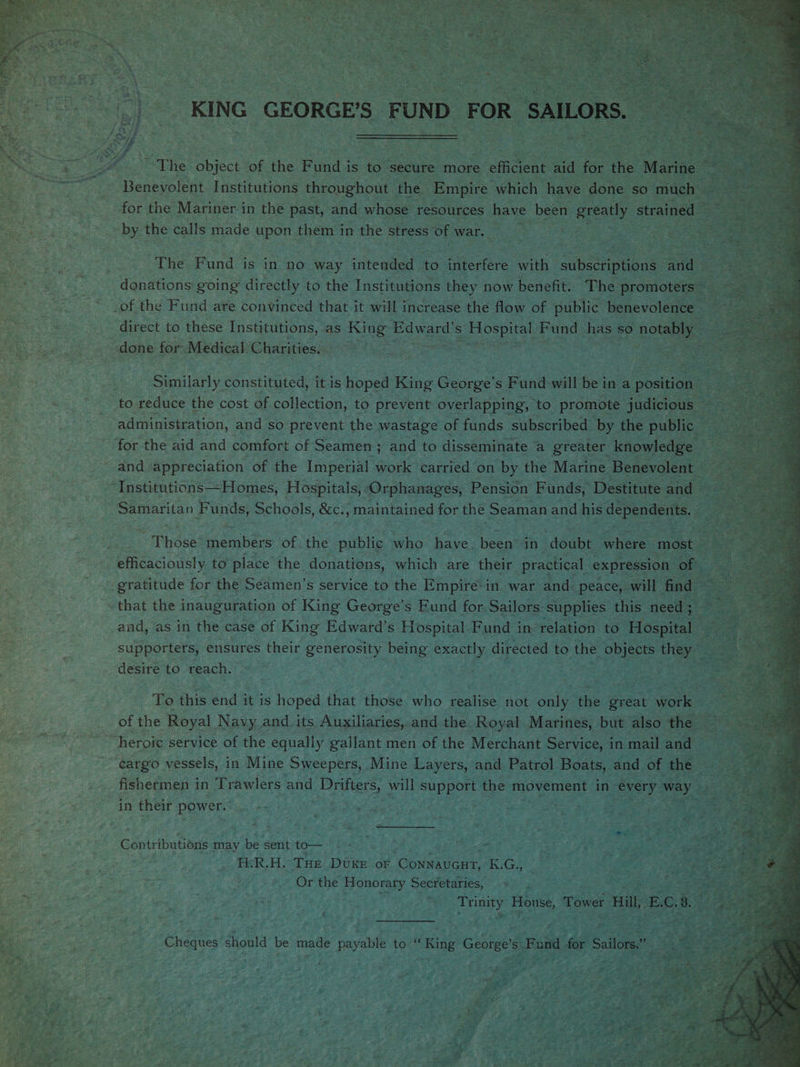 LIBRARY
KING GEORGE'S FUND FOR SAILORS.
The object of the Fund is to secure more efficient aid for the Marine
Benevolent Institutions throughout the Empire which have done so much
for the Mariner in the past, and whose resources have been greatly strained
by the calls made upon them in the stress of war.
The Fund is in no way intended to interfere with subscriptions and
donations going directly to the Institutions they now benefit. The promoters
of the Fund are convinced that it will increase the flow of public benevolence
direct to these Institutions, as King Edward's Hospital Fund has so notably
done for Medical Charities.
Similarly constituted, it is hoped King George's Fund will be in a position
to reduce the cost of collection, to prevent overlapping, to promote judicious
administration, and so prevent the wastage of funds subscribed by the public
for the aid and comfort of Seamen; and to disseminate a greater knowledge
and appreciation of the Imperial work carried on by the Marine Benevolent
Institutions—Homes, Hospitals, Orphanages, Pension Funds, Destitute and
Samaritan Funds, Schools, &c., maintained for the Seaman and his dependents.
Those members of the public who have been in doubt where most
efficaciously to place the donations, which are their practical expression of
gratitude for the Seamen's service to the Empire in war and peace, will find
that the inauguration of King George's Fund for Sailors supplies this need;
and, as in the case of King Edward's Hospital Fund in relation to Hospital
supporters, ensures their generosity being exactly directed to the objects they
desire to reach.
To this end it is hoped that those who realise not only the great work
of the Royal Navy and its Auxiliaries, and the Royal Marines, but also the
heroic service of the equally gallant men of the Merchant Service, in mail and
cargo vessels, in Mine Sweepers, Mine Layers, and Patrol Boats, and of the
fishermen in Trawlers and Drifters, will support the movement in every way
in their power.
Contributions may be sent to—
H.R.H. THE DUKE OF CONNAUGHT, K.G.,
Or the Honorary Secretaries,
Trinity House, Tower Hill, E.C. 3.
Cheques should be made payable to "King George's Fund for Sailors."